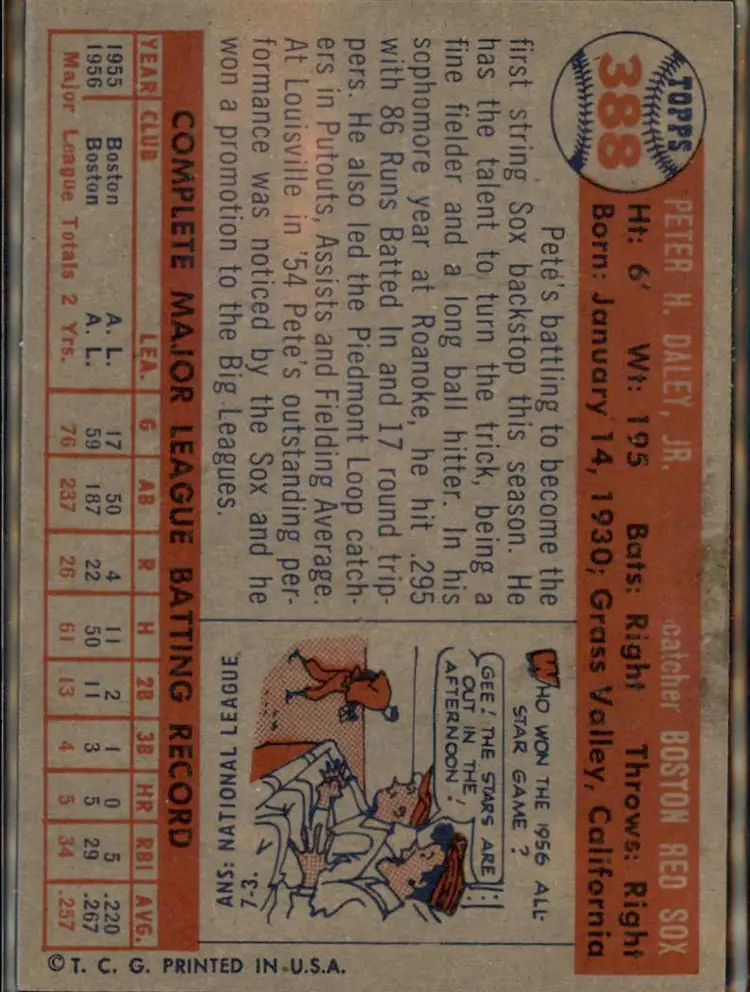 TOPPS
388
PETER H. DALEY, JR.
catcher BOSTON RED SOX
Ht: 6' Wt: 195 Bats: Right Throws: Right
Born: January 14, 1930; Grass Valley, California
Pete's battling to become the
first string Sox backstop this season. He
has the talent to turn the trick, being a
fine fielder and a long ball hitter. In his
sophomore year at Roanoke, he hit .295
with 86 Runs Batted In and 17 round trip-
pers. He also led the Piedmont Loop catch-
ers in Putouts, Assists and Fielding Average.
At Louisville in '54 Pete's outstanding per-
formance was noticed by the Sox and he
won a promotion to the Big Leagues.
WHO WON THE 1956 ALL-
STAR GAME?
GEE! THE STARS ARE
OUT IN THE
AFTERNOON!
ANS: NATIONAL LEAGUE
7-3.
COMPLETE MAJOR LEAGUE BATTING RECORD
YEAR CLUB LEA. G AB R H 2B 3B HR RBI AVG.
1955 Boston A. L. 17 50 4 11 2 1 0 5 .220
1956 Boston A. L. 59 187 22 50 11 3 5 29 .267
Major League Totals 2 Yrs. 76 237 26 61 13 4 5 34 .257
© T. C. G. PRINTED IN U.S.A.